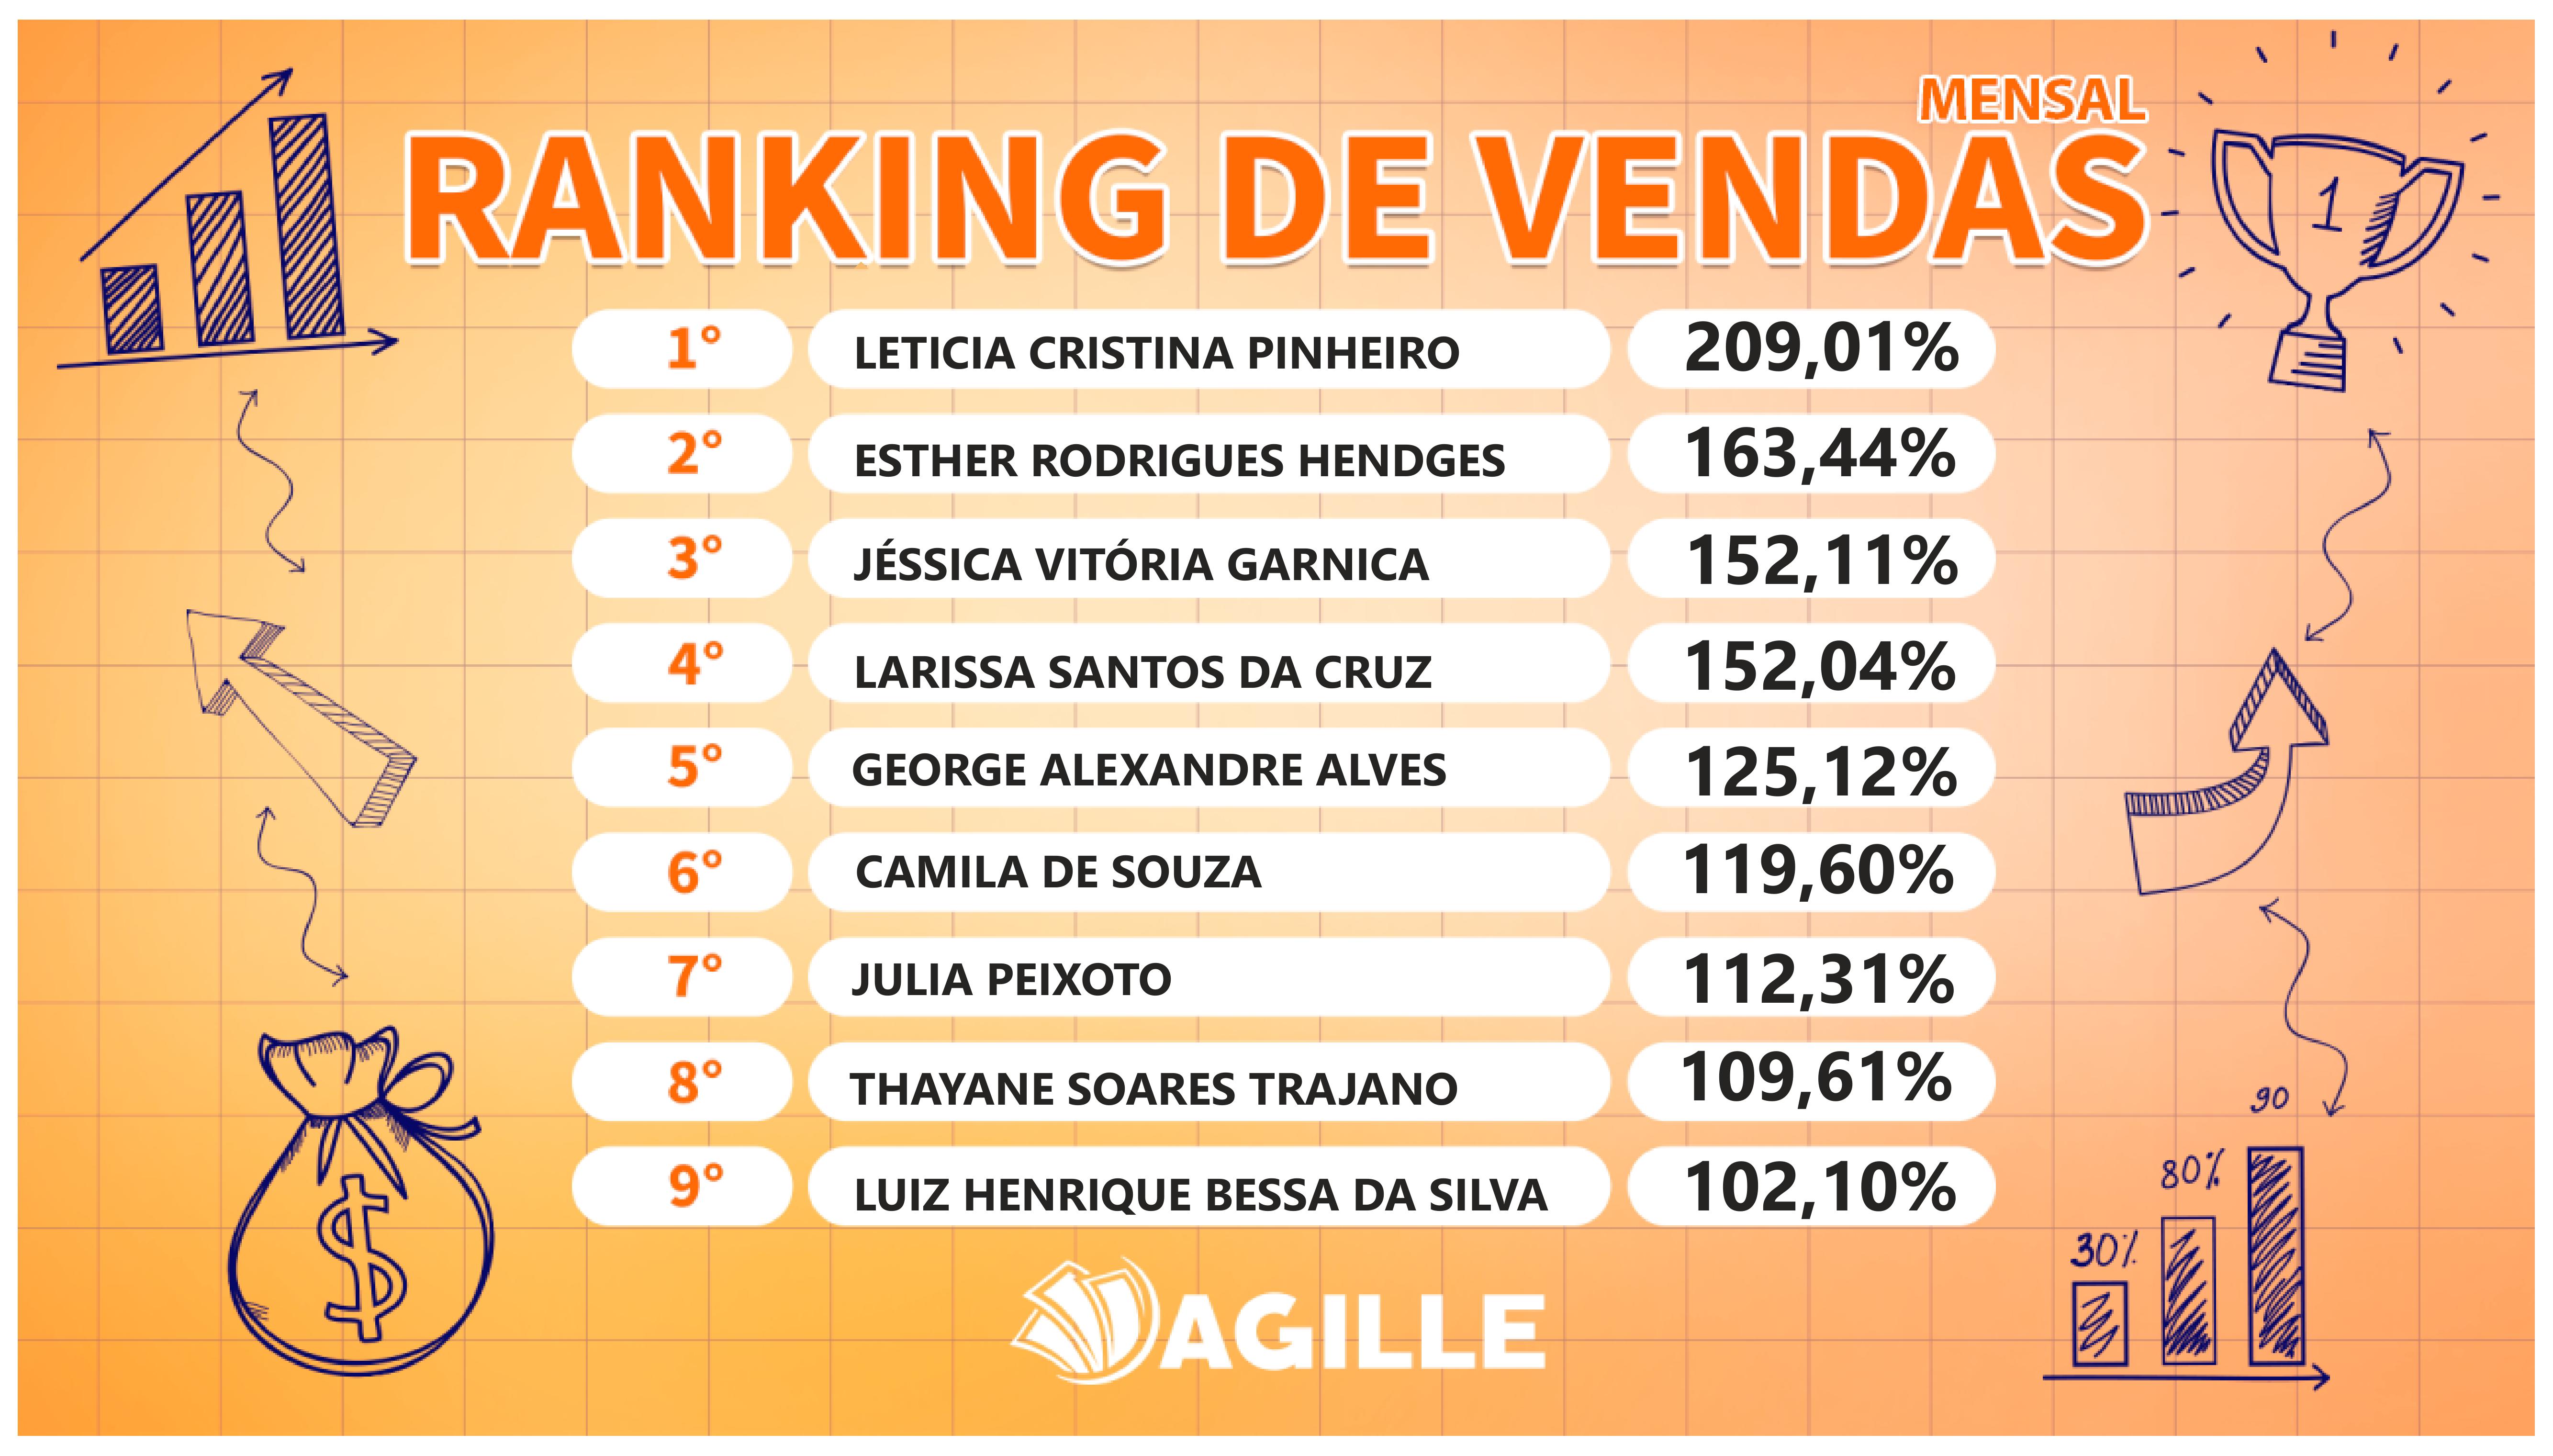 MENSAL
RANKING DE VENDAS
1
1° LETICIA CRISTINA PINHEIRO 209,01%
2° ESTHER RODRIGUES HENDGES 163,44%
3° JÉSSICA VITÓRIA GARNICA 152,11%
4° LARISSA SANTOS DA CRUZ 152,04%
5° GEORGE ALEXANDRE ALVES 125,12%
6° CAMILA DE SOUZA 119,60%
7° JULIA PEIXOTO 112,31%
8° THAYANE SOARES TRAJANO 109,61%
9° LUIZ HENRIQUE BESSA DA SILVA 102,10%
$
90
80%
30%
AGILLE